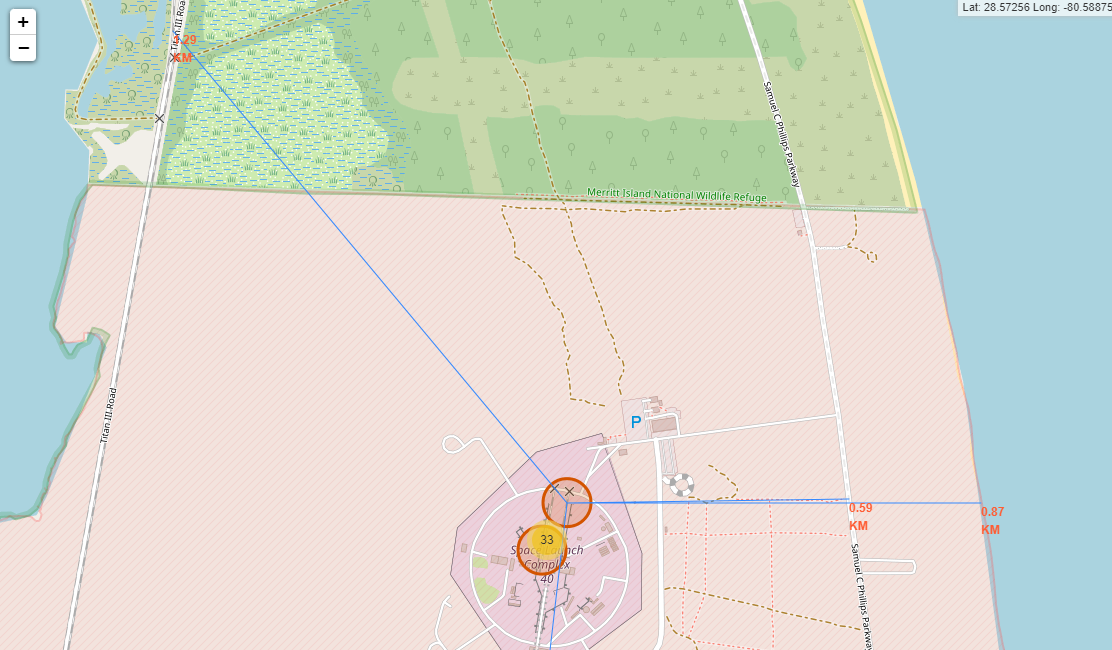 +
−
Lat: 28.57256 Long: -80.58875
Titan III Roa
KM
Samuel C Phillips Parkway
Merritt Island National Wildlife Refuge
Titan III Road
P
0.59
KM
0.87
KM
33
Space Launch
Complex
40
Samuel C Phillips Parkway